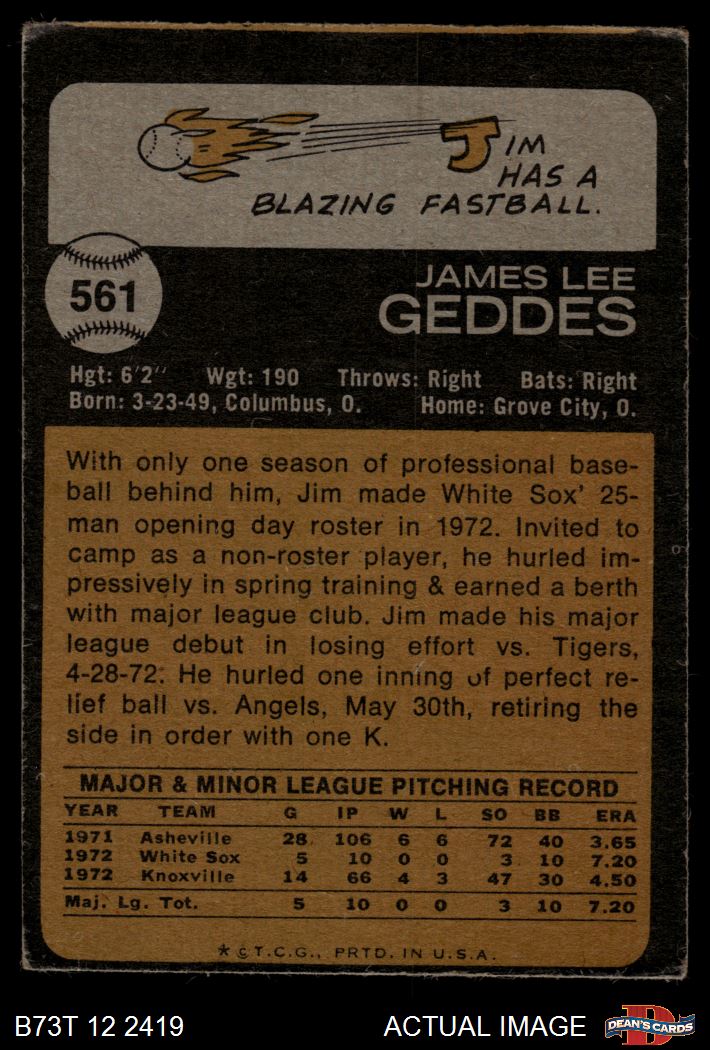 JIM
HAS A
BLAZING FASTBALL.
561
JAMES LEE
GEDDES
Hgt: 6'2" Wgt: 190 Throws: Right Bats: Right
Born: 3-23-49, Columbus, O. Home: Grove City, O.
With only one season of professional base-
ball behind him, Jim made White Sox' 25-
man opening day roster in 1972. Invited to
camp as a non-roster player, he hurled im-
pressively in spring training & earned a berth
with major league club. Jim made his major
league debut in losing effort vs. Tigers,
4-28-72. He hurled one inning of perfect re-
lief ball vs. Angels, May 30th, retiring the
side in order with one K.
MAJOR & MINOR LEAGUE PITCHING RECORD
YEAR TEAM G IP W L SO BB ERA
1971 Asheville 28 106 6 6 72 40 3.65
1972 White Sox 5 10 0 0 3 10 7.20
1972 Knoxville 14 66 4 3 47 30 4.50
Maj. Lg. Tot. 5 10 0 0 3 10 7.20
* © T.C.G., PRTD. IN U.S.A.
B73T 12 2419 ACTUAL IMAGE DEAN'S CARDS